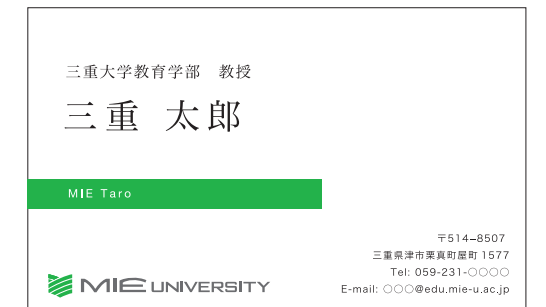 三重大学教育学部　教授
三重 太郎
MIE Taro
〒514–8507
三重県津市栗真町屋町 1577
Tel: 059-231-○○○○
E-mail: ○○○@edu.mie-u.ac.jp
MIE UNIVERSITY